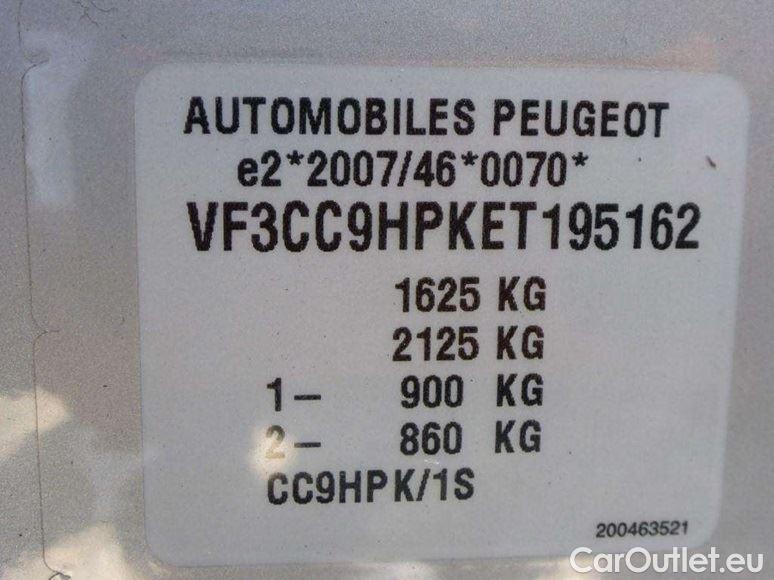 AUTOMOBILES PEUGEOT
e2*2007/46*0070*
VF3CC9HPKET195162
1625 KG
2125 KG
1- 900 KG
2- 860 KG
CC9HPK/1S
200463521
CarOutlet.eu